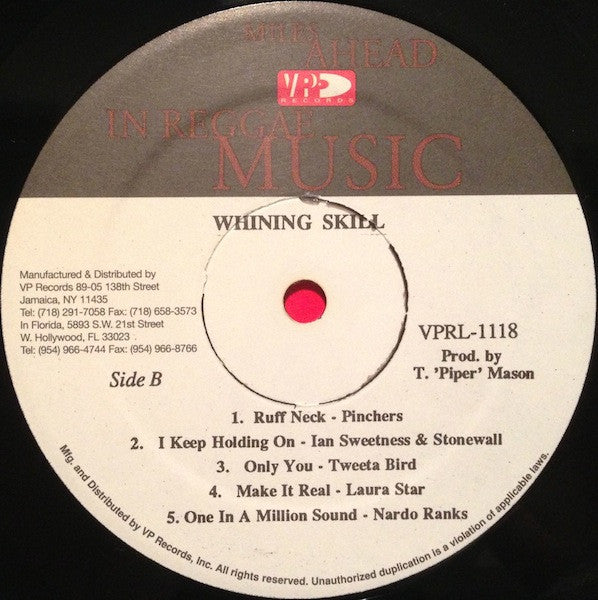 MILES
AHEAD
VP
RECORDS
IN REGGAE
MUSIC
WHINING SKILL
Manufactured & Distributed by
VP Records 89-05 138th Street
Jamaica, NY 11435
Tel: (718) 291-7058 Fax: (718) 658-3573
In Florida, 5893 S.W. 21st Street
W. Hollywood, FL 33023
Tel: (954) 966-4744 Fax: (954) 966-8766
Side B
VPRL-1118
Prod. by
T. 'Piper' Mason
1. Ruff Neck - Pinchers
2. I Keep Holding On - Ian Sweetness & Stonewall
3. Only You - Tweeta Bird
4. Make It Real - Laura Star
5. One In A Million Sound - Nardo Ranks
Mfg. and Distributed by VP Records, Inc. All rights reserved. Unauthorized duplication is a violation of applicable laws.